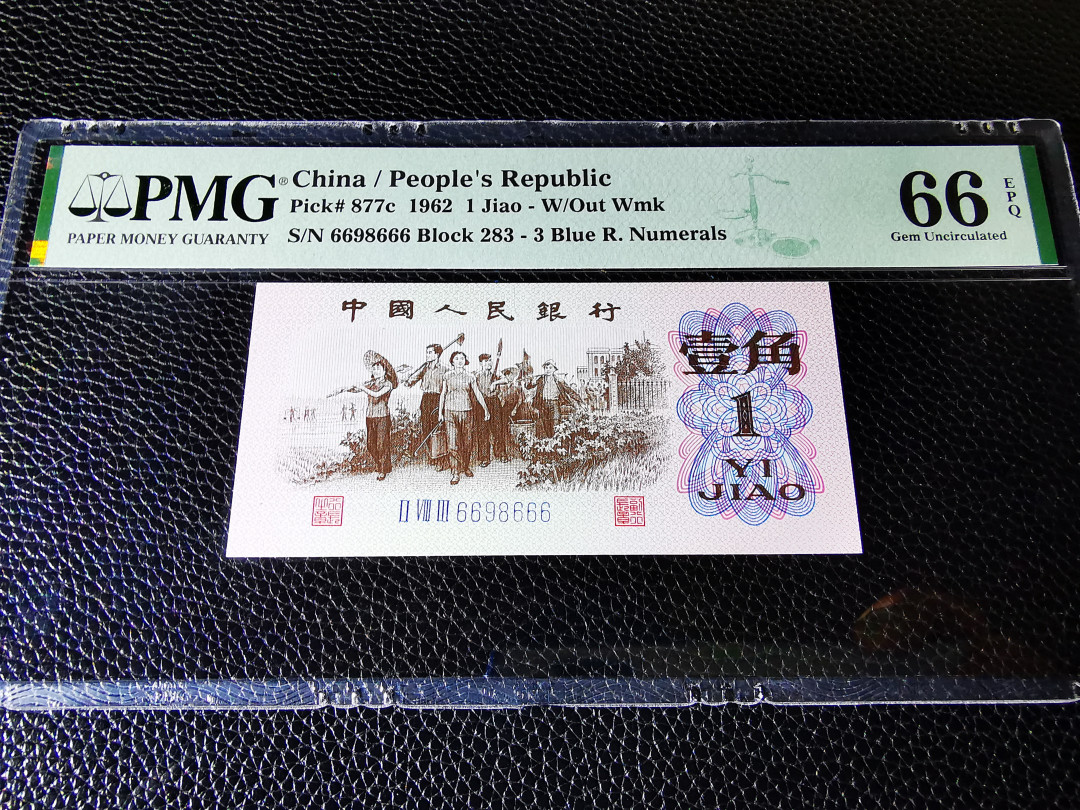 PMG®
PAPER MONEY GUARANTY
China / People's Republic
Pick# 877c 1962 1 Jiao - W/Out Wmk
S/N 6698666 Block 283 - 3 Blue R. Numerals
66 EPQ
Gem Uncirculated
中國人民銀行
壹角
1
YI
JIAO
II VIII III 6698666